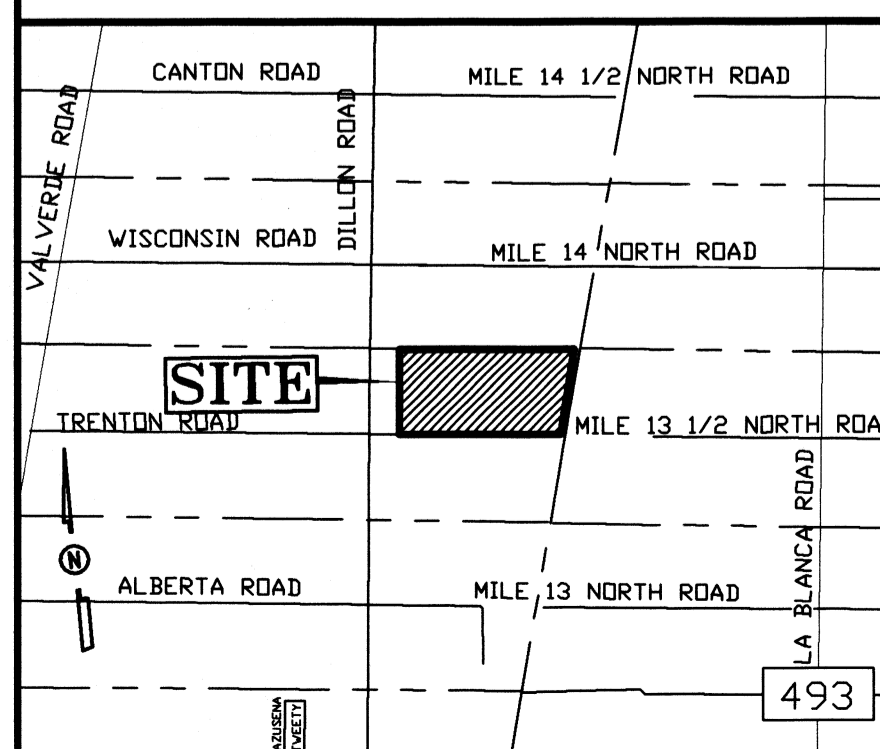 CANTON ROAD
MILE 14 1/2 NORTH ROAD
VALVERDE ROAD
DILLON ROAD
WISCONSIN ROAD
MILE 14 NORTH ROAD
SITE
TRENTON ROAD
MILE 13 1/2 NORTH ROA
LA BLANCA ROAD
N
ALBERTA ROAD
MILE 13 NORTH ROAD
493
AZUSENA
TWEETY